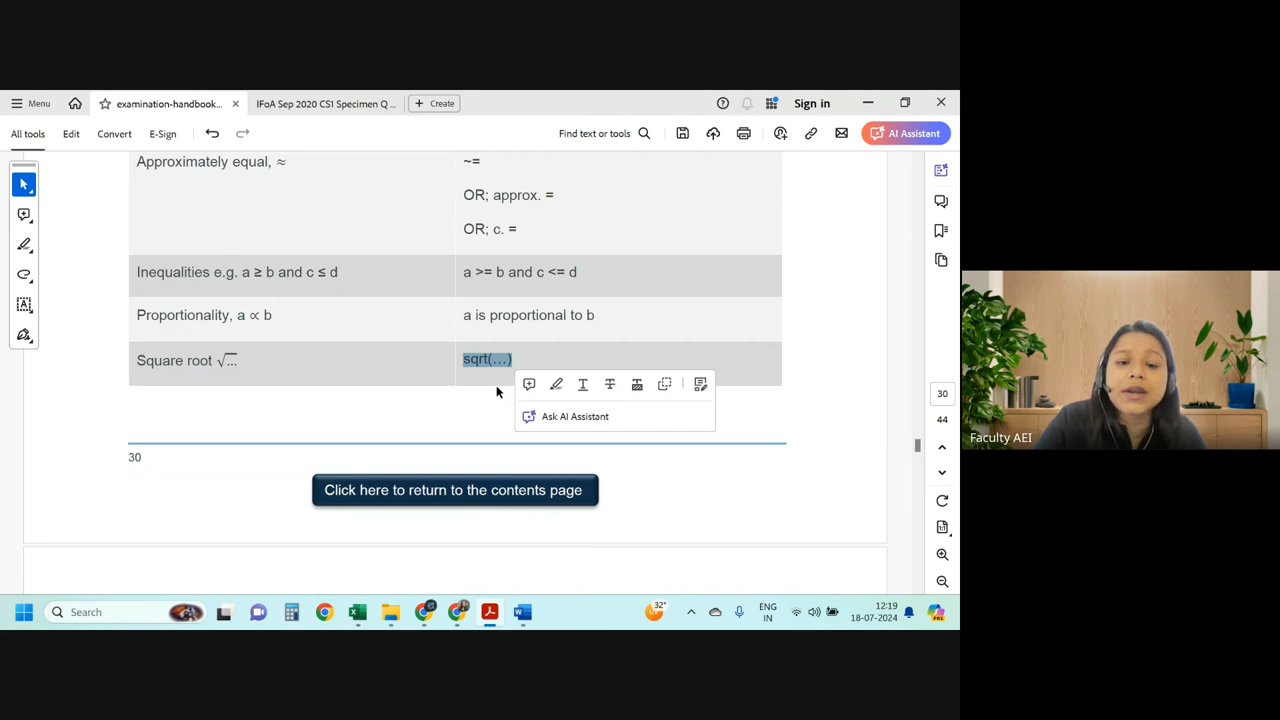 Menu
examination-handbook...
IFoA Sep 2020 CS1 Specimen Q ...
Create
Sign in
All tools
Edit
Convert
E-Sign
Find text or tools
AI Assistant
Approximately equal, ≈
~=
OR; approx. =
OR; c. =
Inequalities e.g. a ≥ b and c ≤ d
a >= b and c <= d
Proportionality, a ∝ b
a is proportional to b
Square root √...
sqrt(...)
Ask AI Assistant
30
Click here to return to the contents page
30
44
Faculty AEI
Search
32°
ENG
IN
12:19
18-07-2024